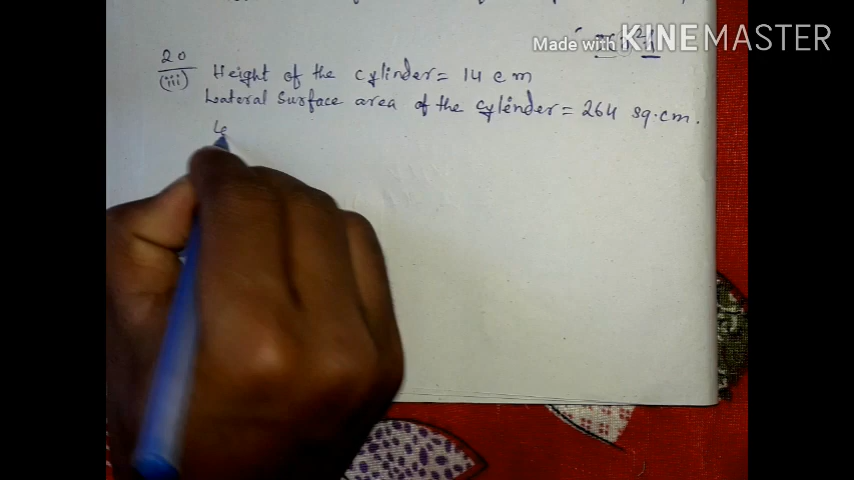 Made with KINEMASTER
20
(iii) Height of the cylinder = 14 cm
Lateral Surface area of the cylinder = 264 sq.cm.
Le